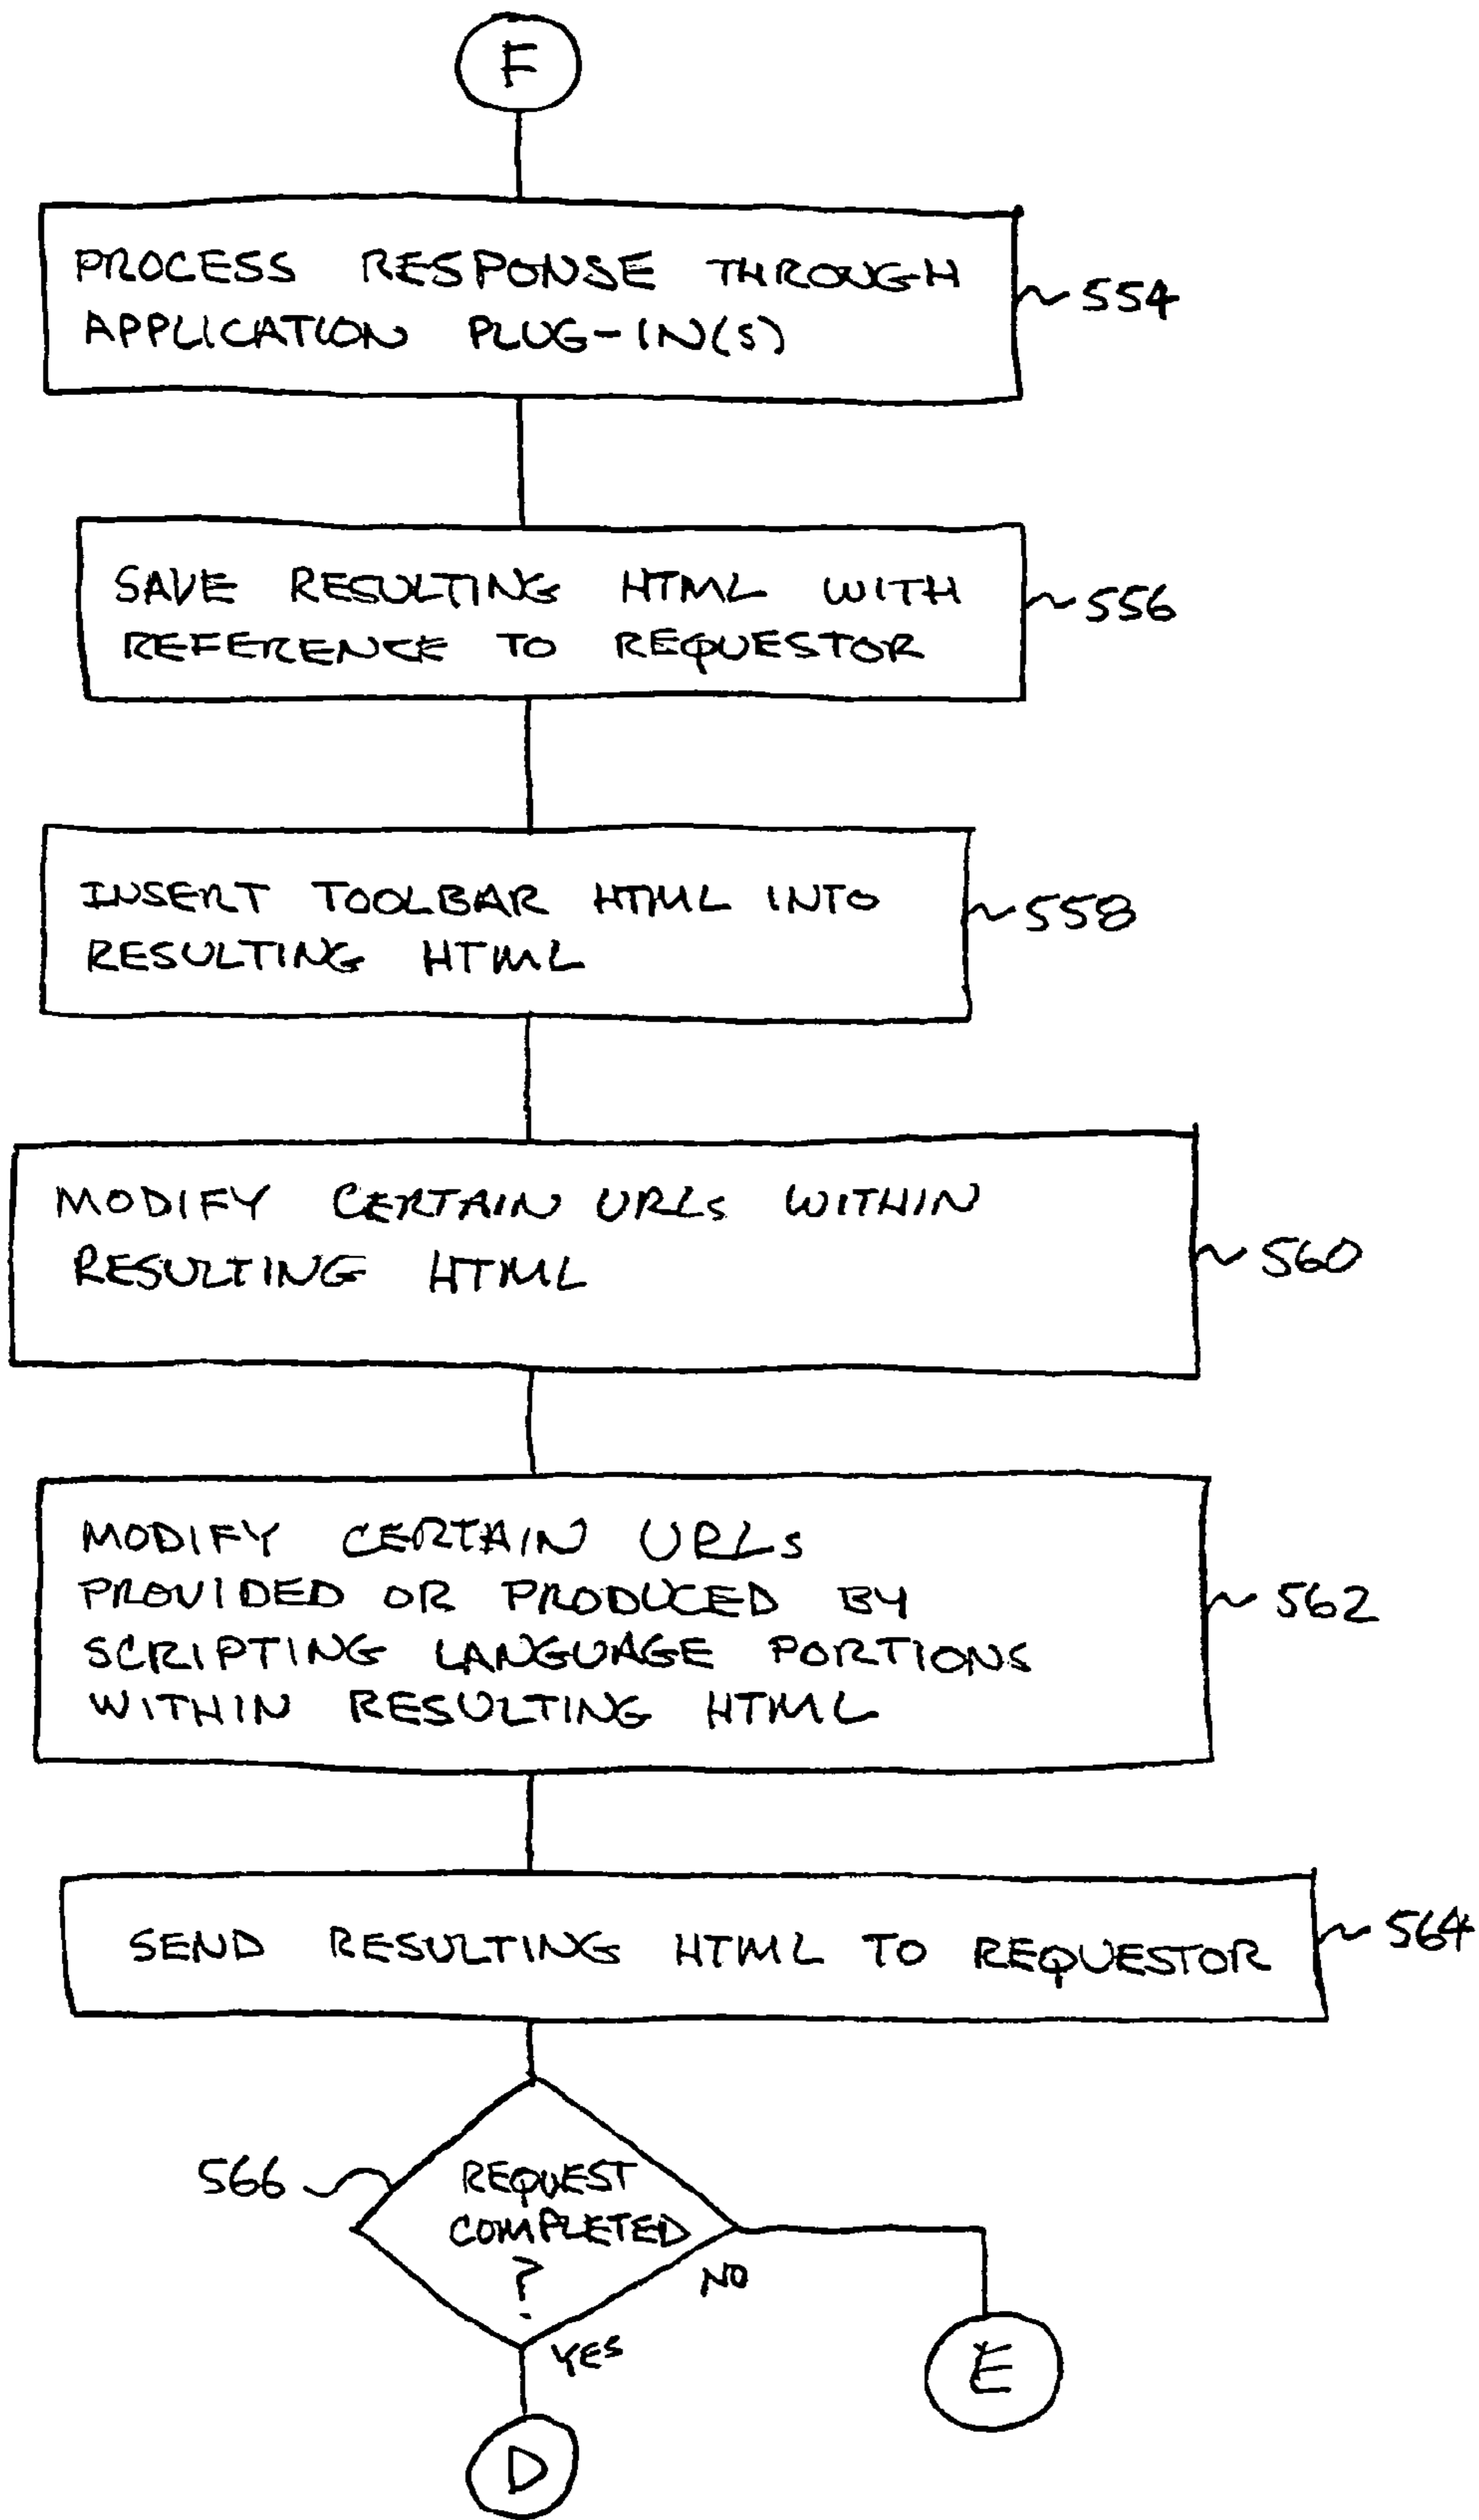 F
PROCESS RESPONSE THROUGH
APPLICATION PLUG-IN(S)
~554
SAVE RESULTING HTML WITH
REFERENCE TO REQUESTOR
~556
INSERT TOOLBAR HTML INTO
RESULTING HTML
~558
MODIFY CERTAIN URLs WITHIN
RESULTING HTML
~560
MODIFY CERTAIN URLs
PROVIDED OR PRODUCED BY
SCRIPTING LANGUAGE PORTIONS
WITHIN RESULTING HTML
~562
SEND RESULTING HTML TO REQUESTOR
~564
566
REQUEST
COMPLETED
?
NO
YES
E
D